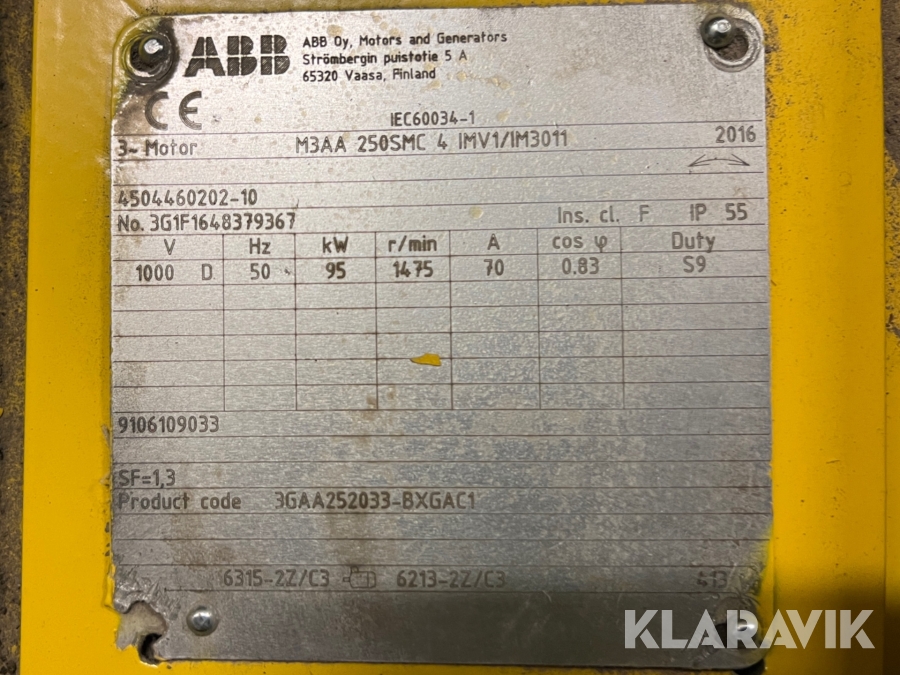 ABB
ABB Oy, Motors and Generators
Strömbergin puistotie 5 A
65320 Vaasa, Finland
CE
IEC60034-1
3~ Motor M3AA 250SMC 4 IMV1/IM3011 2016
4504460202-10
No. 3G1F1648379367 Ins. cl. F IP 55
V Hz kW r/min A cos φ Duty
1000 D 50 95 1475 70 0,83 S9
9106109033
SF=1,3
Product code 3GAA252033-BXGAC1
6315-2Z/C3 6213-2Z/C3
KLARAVIK